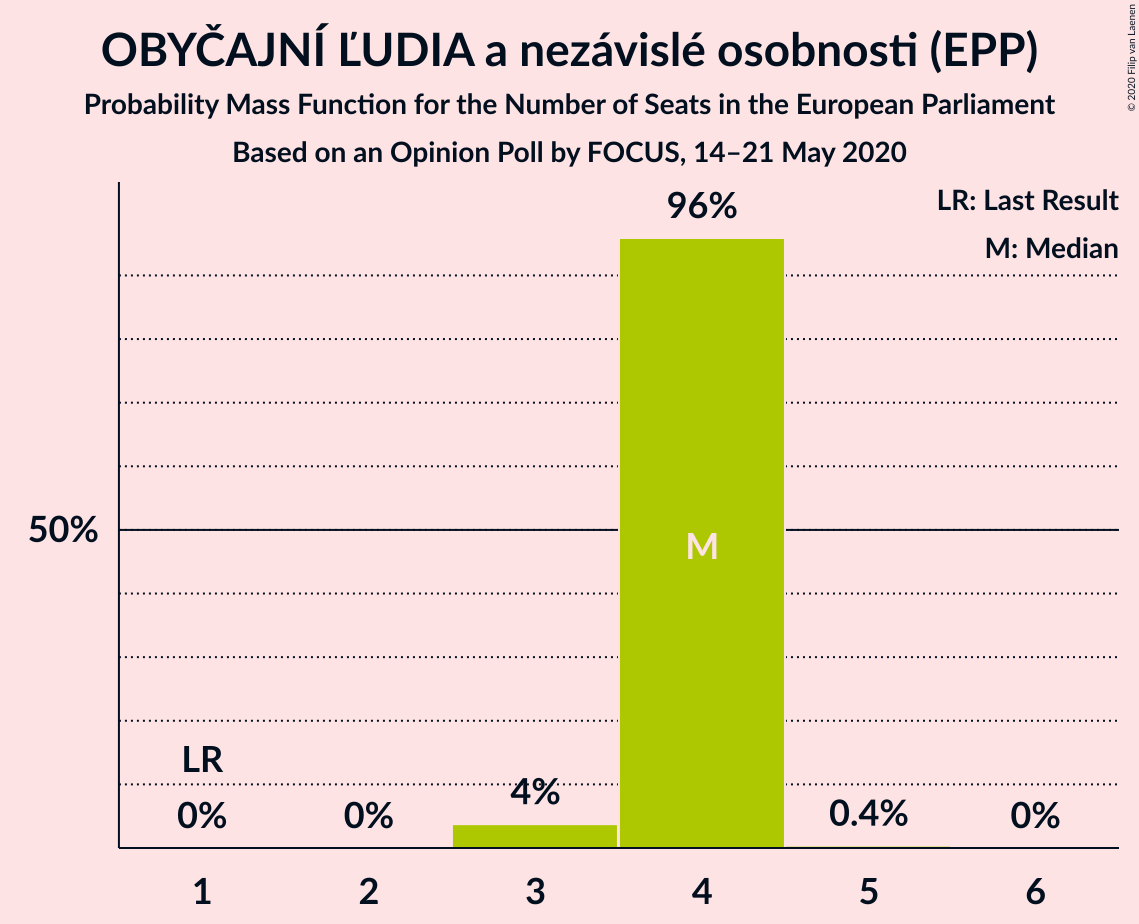 OBYČAJNÍ ĽUDIA a nezávislé osobnosti (EPP)
Probability Mass Function for the Number of Seats in the European Parliament
Based on an Opinion Poll by FOCUS, 14–21 May 2020
© 2020 Filip van Laenen
LR: Last Result
M: Median
96%
50%
M
LR
0%
0%
4%
0.4%
0%
1 2 3 4 5 6